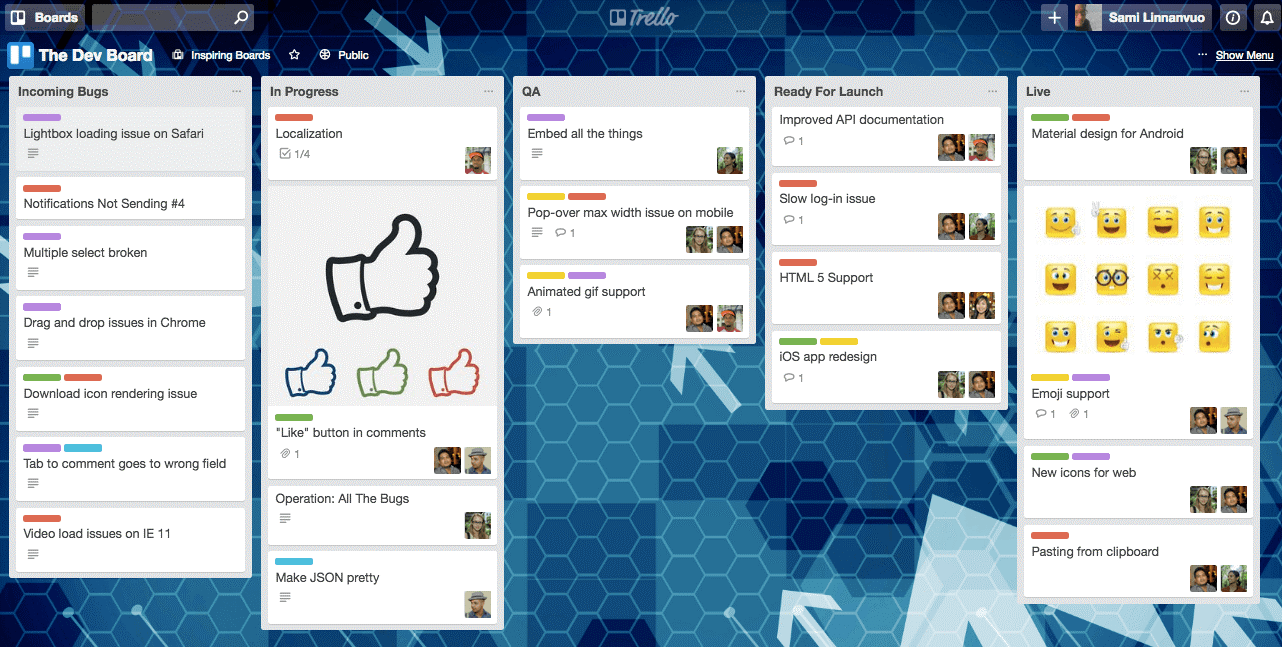 Boards
Trello
Sami Linnanvuo
The Dev Board
Inspiring Boards
Public
... Show Menu
Incoming Bugs
Lightbox loading issue on Safari
Notifications Not Sending #4
Multiple select broken
Drag and drop issues in Chrome
Download icon rendering issue
Tab to comment goes to wrong field
Video load issues on IE 11
In Progress
Localization
1/4
"Like" button in comments
1
Operation: All The Bugs
Make JSON pretty
QA
Embed all the things
Pop-over max width issue on mobile
1
Animated gif support
1
Ready For Launch
Improved API documentation
1
Slow log-in issue
1
HTML 5 Support
iOS app redesign
1
Live
Material design for Android
Emoji support
1 1
New icons for web
Pasting from clipboard